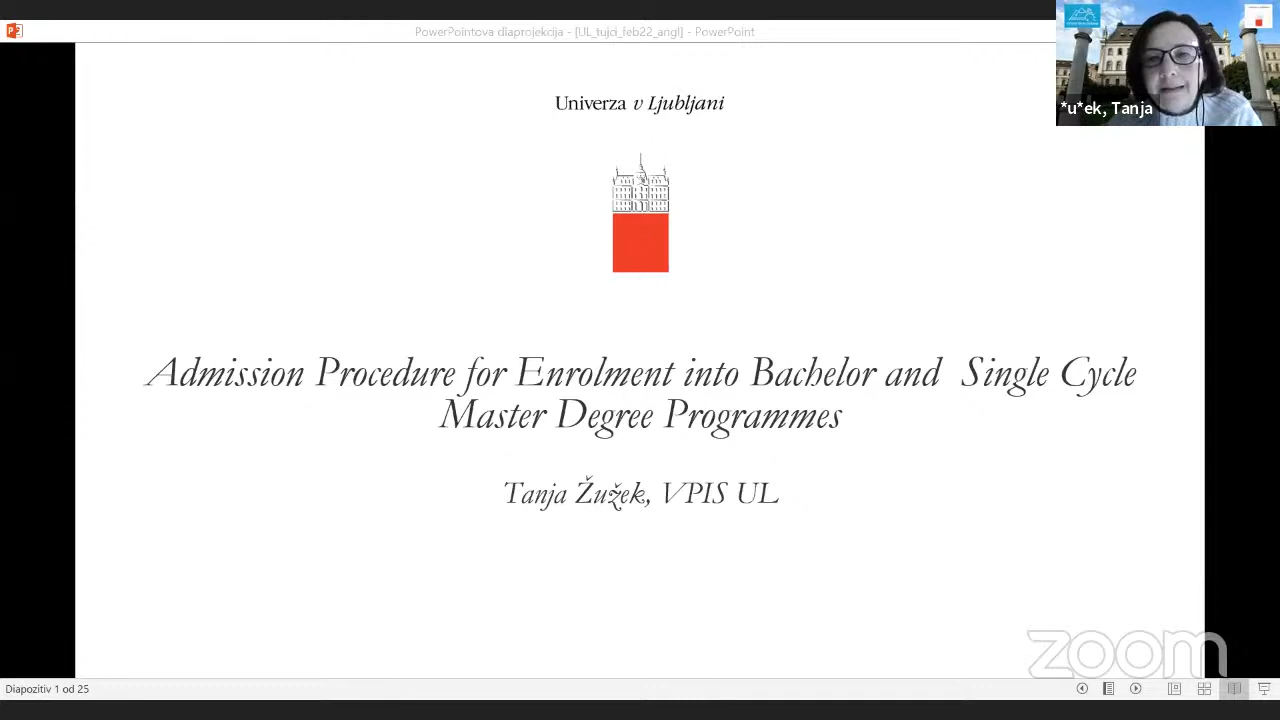 PowerPointova diaprojekcija - [UL_tujci_feb22_angl] - PowerPoint
*u*ek, Tanja
Univerza v Ljubljani
Admission Procedure for Enrolment into Bachelor and Single Cycle
Master Degree Programmes
Tanja Žužek, VPIS UL
zoom
Diapozitiv 1 od 25